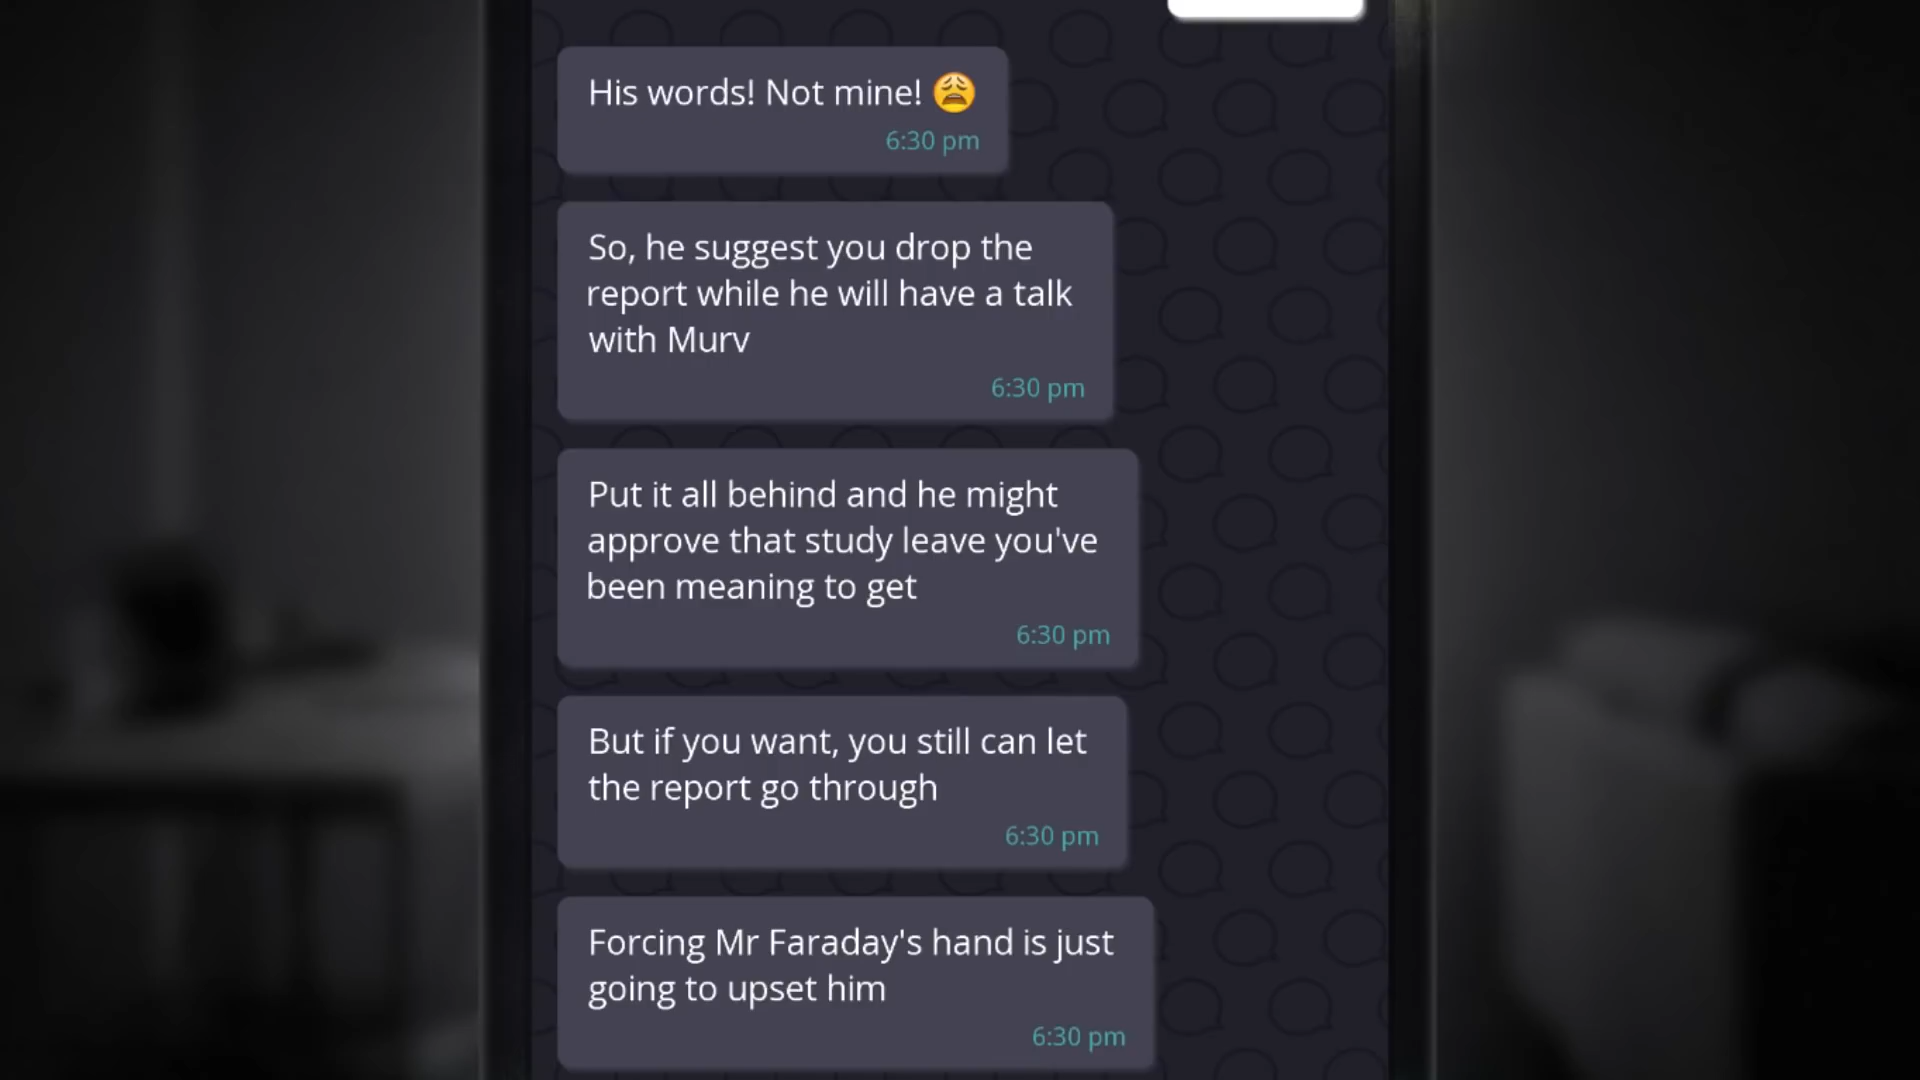 His words! Not mine! 😩
6:30 pm
So, he suggest you drop the
report while he will have a talk
with Murv
6:30 pm
Put it all behind and he might
approve that study leave you've
been meaning to get
6:30 pm
But if you want, you still can let
the report go through
6:30 pm
Forcing Mr Faraday's hand is just
going to upset him
6:30 pm